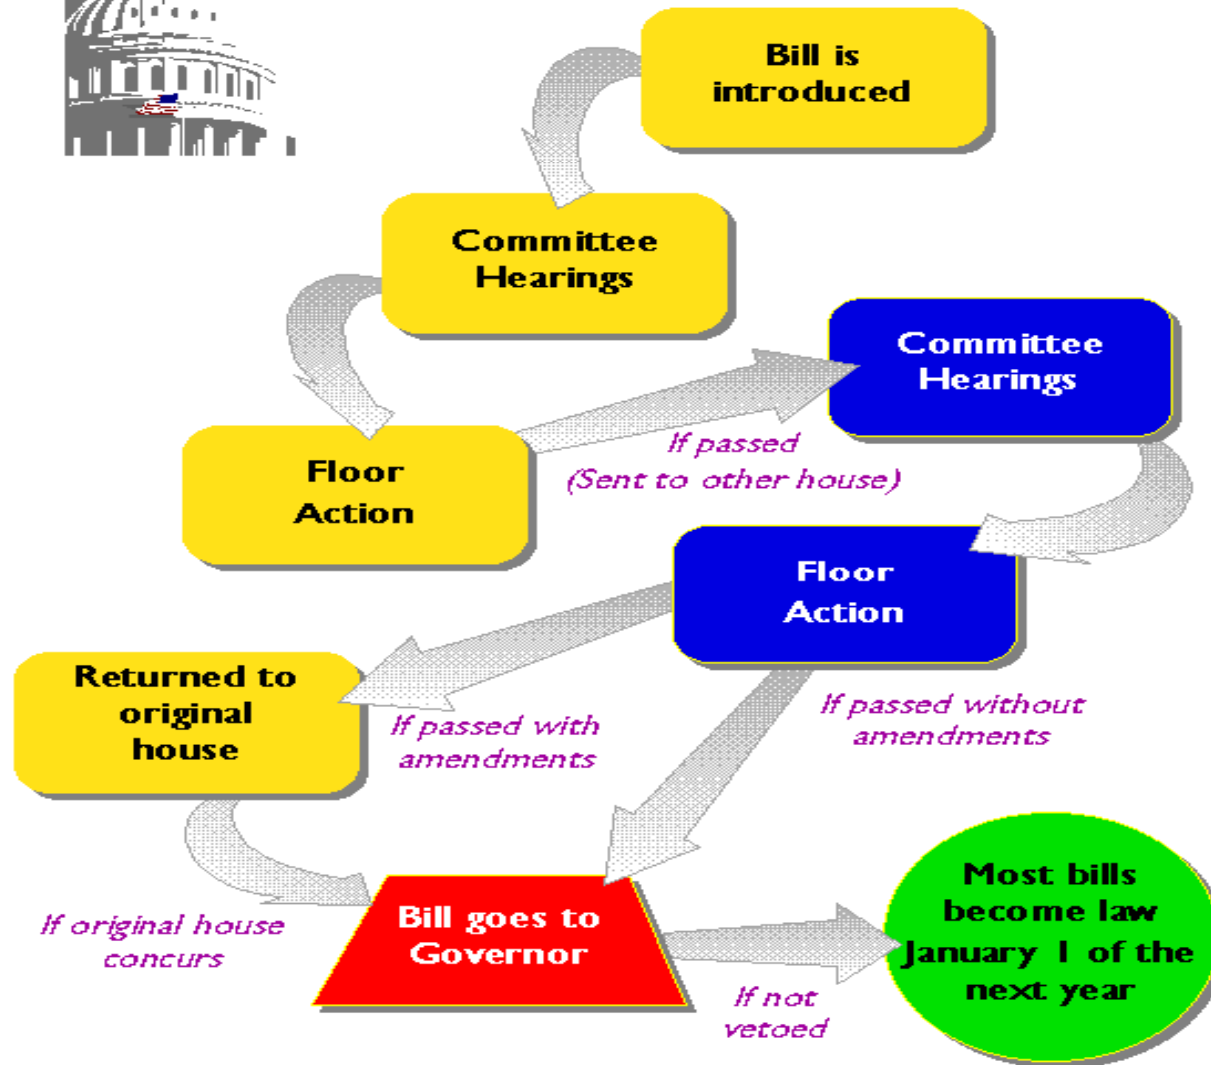 Bill is
introduced
Committee
Hearings
Committee
Hearings
If passed
(Sent to other house)
Floor
Action
Floor
Action
Returned to
original
house
If passed with
amendments
If passed without
amendments
If original house
concurs
Bill goes to
Governor
If not
vetoed
Most bills
become law
January 1 of the
next year